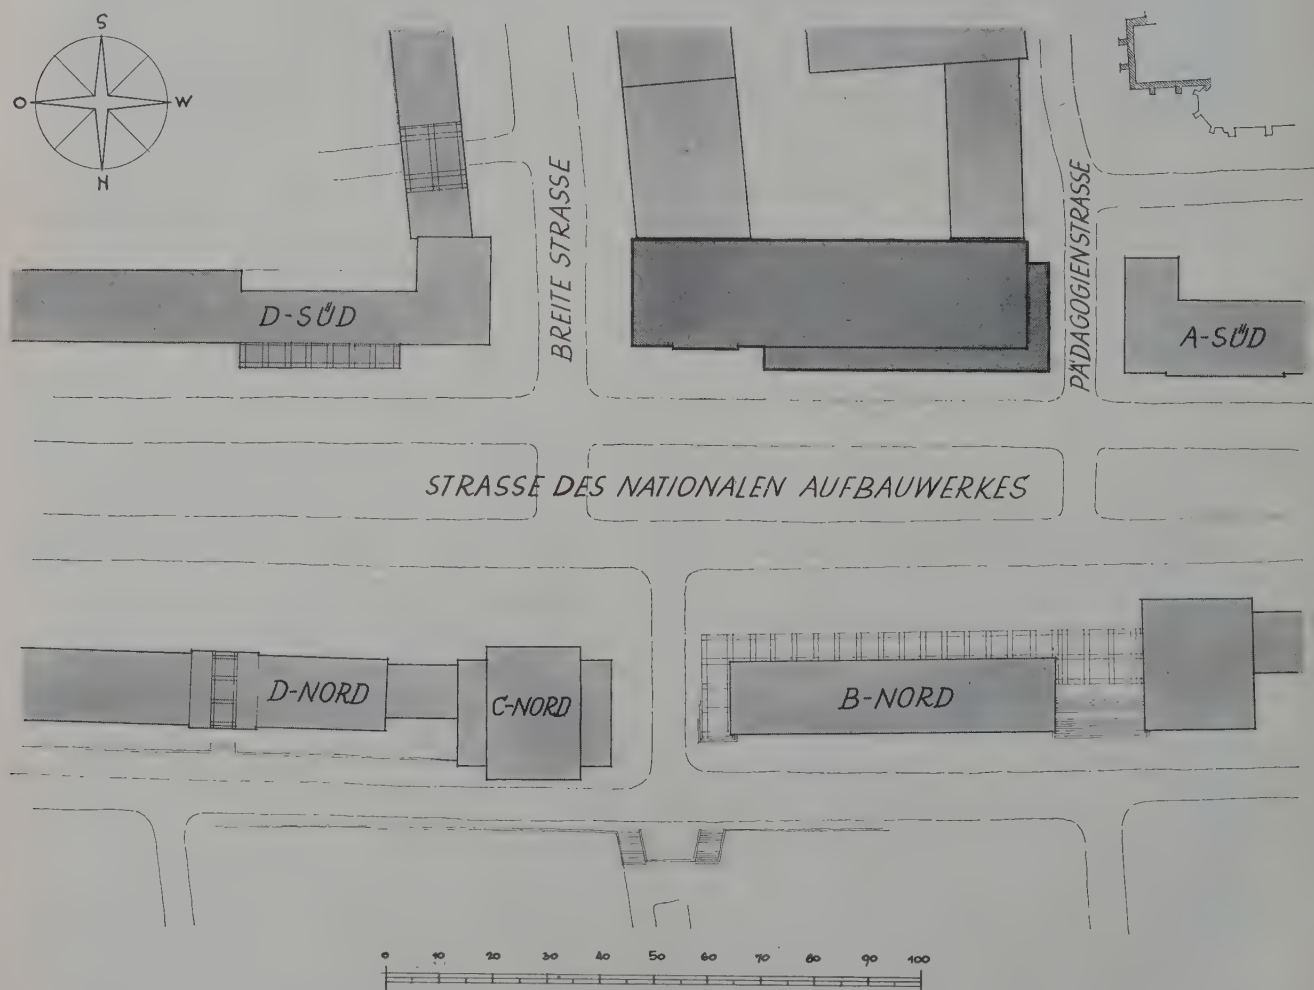 S
O W
N
BREITE STRASSE
PÄDAGOGIENSTRASSE
D-SÜD
A-SÜD
STRASSE DES NATIONALEN AUFBAUWERKES
D-NORD
C-NORD
B-NORD
0 10 20 30 40 50 60 70 80 90 100